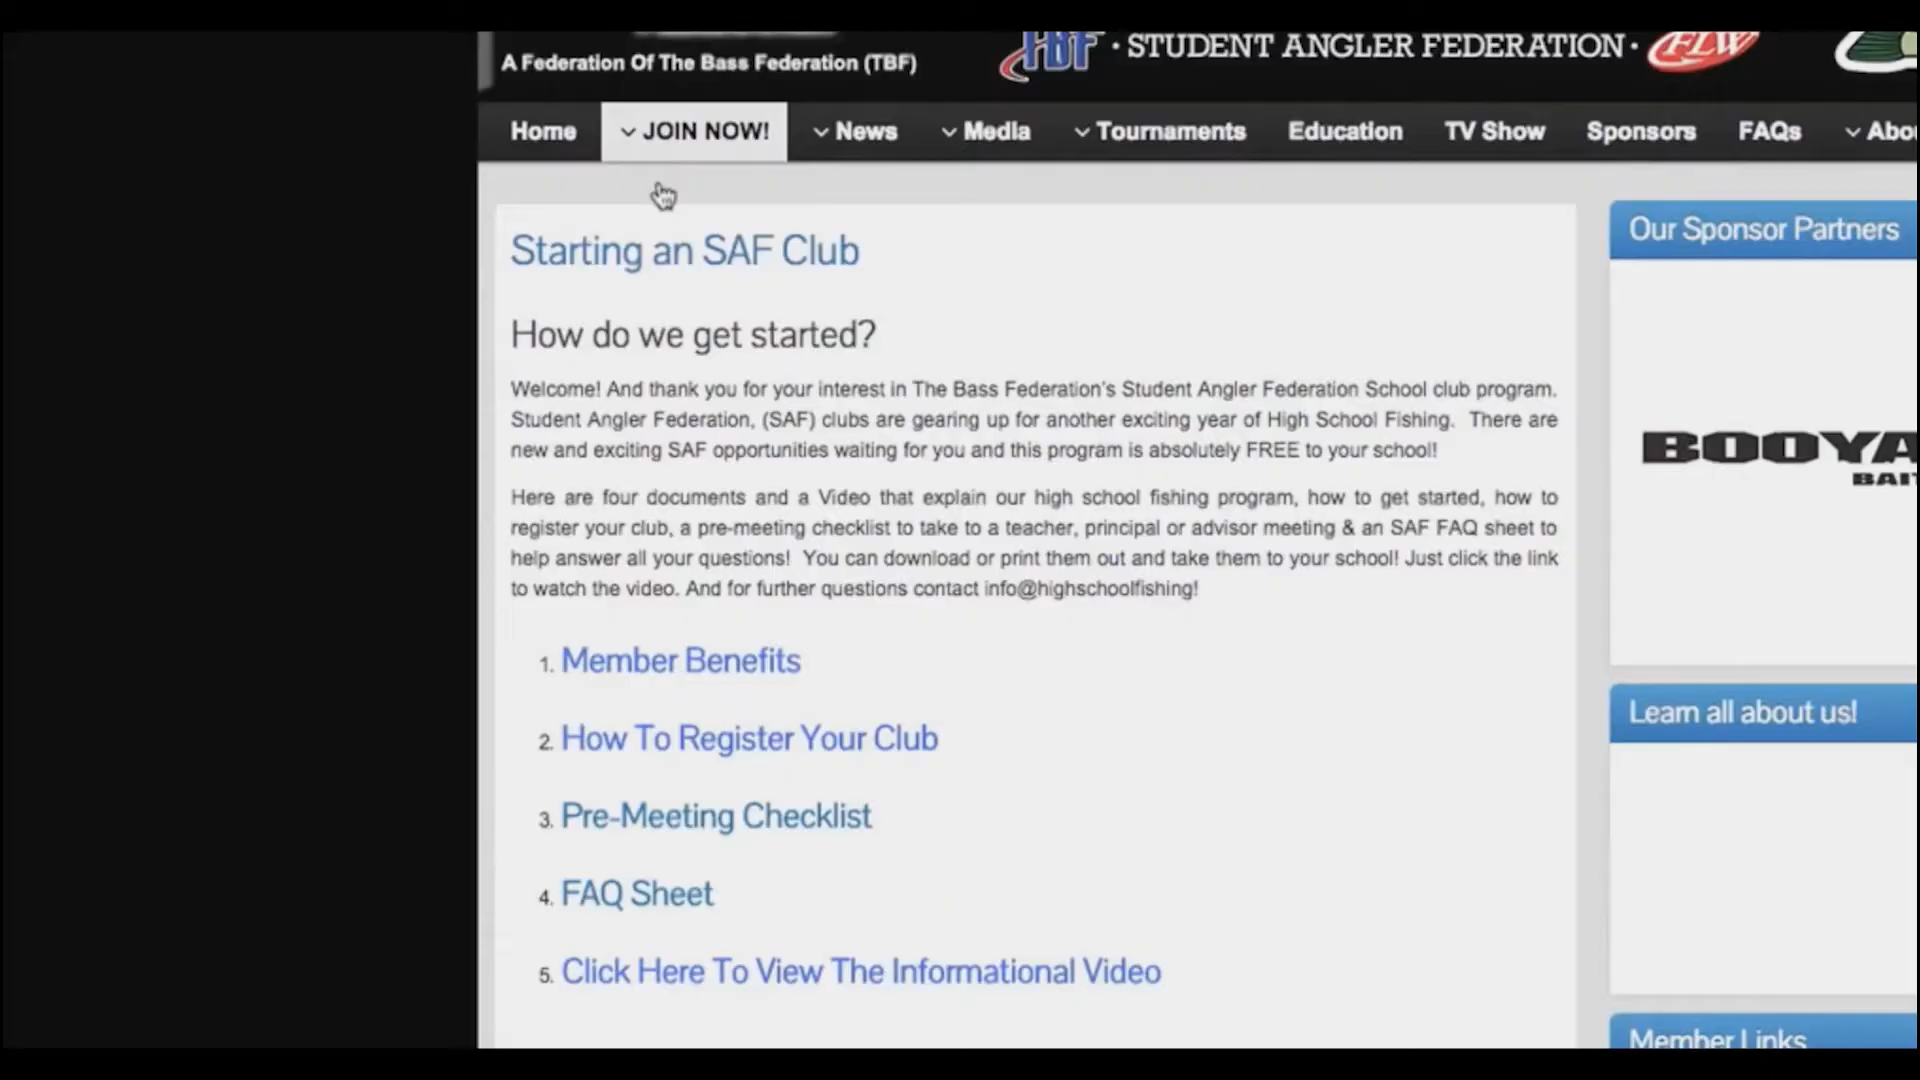 A Federation Of The Bass Federation (TBF)
TBF · STUDENT ANGLER FEDERATION · FLW
Home JOIN NOW! News Media Tournaments Education TV Show Sponsors FAQs Abou
Starting an SAF Club
Our Sponsor Partners
How do we get started?
Welcome! And thank you for your interest in The Bass Federation's Student Angler Federation School club program.
Student Angler Federation, (SAF) clubs are gearing up for another exciting year of High School Fishing. There are
new and exciting SAF opportunities waiting for you and this program is absolutely FREE to your school!
BOOYA
BAIT
Here are four documents and a Video that explain our high school fishing program, how to get started, how to
register your club, a pre-meeting checklist to take to a teacher, principal or advisor meeting & an SAF FAQ sheet to
help answer all your questions! You can download or print them out and take them to your school! Just click the link
to watch the video. And for further questions contact info@highschoolfishing!
1. Member Benefits
2. How To Register Your Club
3. Pre-Meeting Checklist
4. FAQ Sheet
5. Click Here To View The Informational Video
Learn all about us!
Member Links